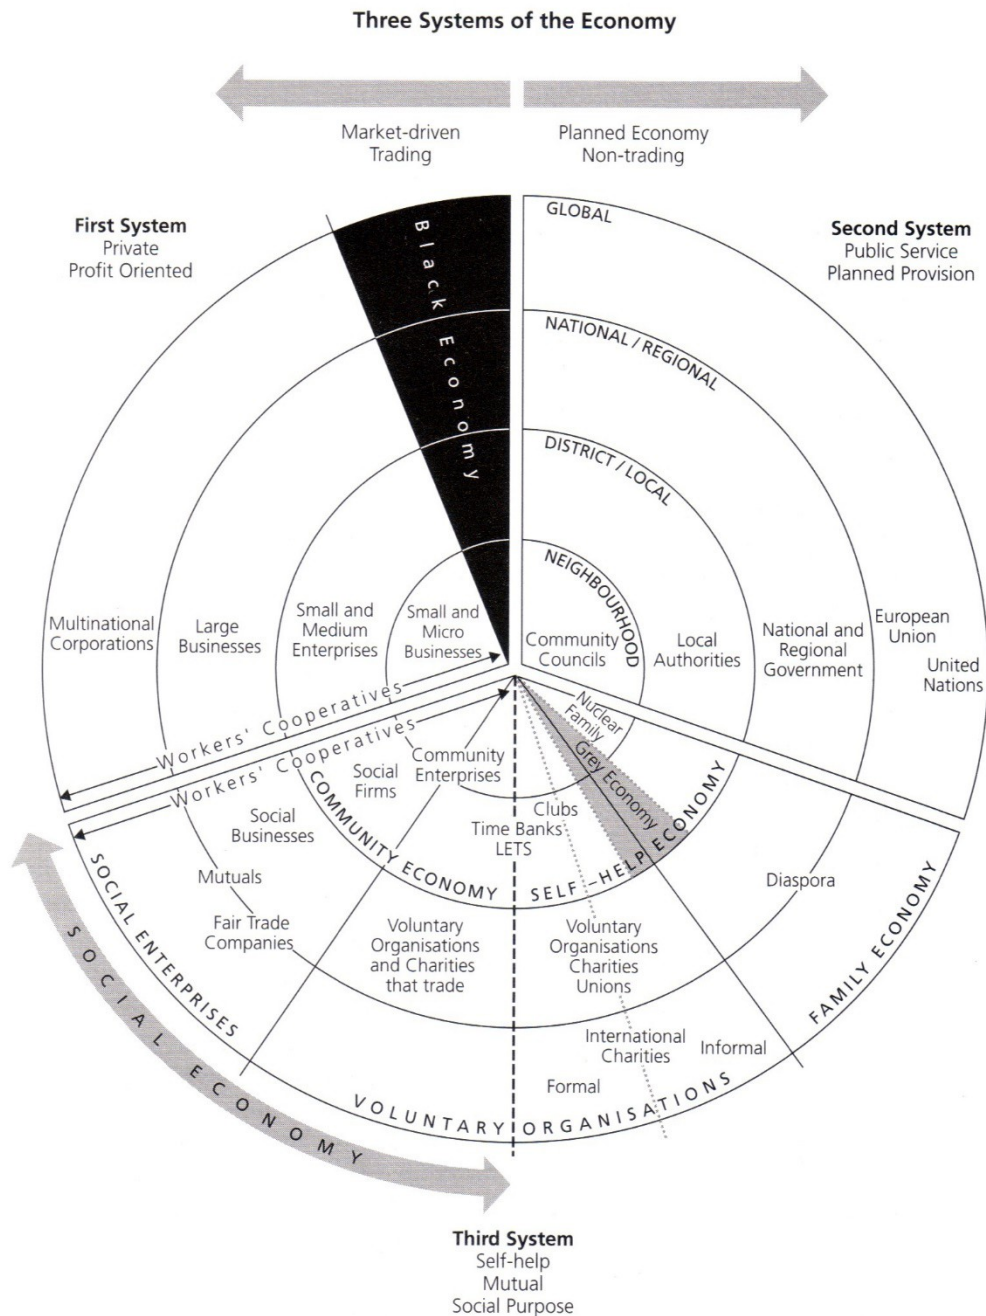 Three Systems of the Economy
Market-driven
Trading
Planned Economy
Non-trading
First System
Private
Profit Oriented
Second System
Public Service
Planned Provision
Black Economy
GLOBAL
NATIONAL / REGIONAL
DISTRICT / LOCAL
NEIGHBOURHOOD
Multinational
Corporations
Large
Businesses
Small and
Medium
Enterprises
Small and
Micro
Businesses
Community
Councils
Local
Authorities
National and
Regional
Government
European
Union
United
Nations
Workers' Cooperatives
Workers' Cooperatives
Nuclear
Family
Grey Economy
Community
Enterprises
Social
Firms
Social
Businesses
Mutuals
Fair Trade
Companies
Clubs
Time Banks
LETS
COMMUNITY ECONOMY
SELF-HELP ECONOMY
Diaspora
Voluntary
Organisations
and Charities
that trade
Voluntary
Organisations
Charities
Unions
International
Charities
Informal
Formal
SOCIAL ENTERPRISES
VOLUNTARY ORGANISATIONS
FAMILY ECONOMY
SOCIAL ECONOMY
Third System
Self-help
Mutual
Social Purpose